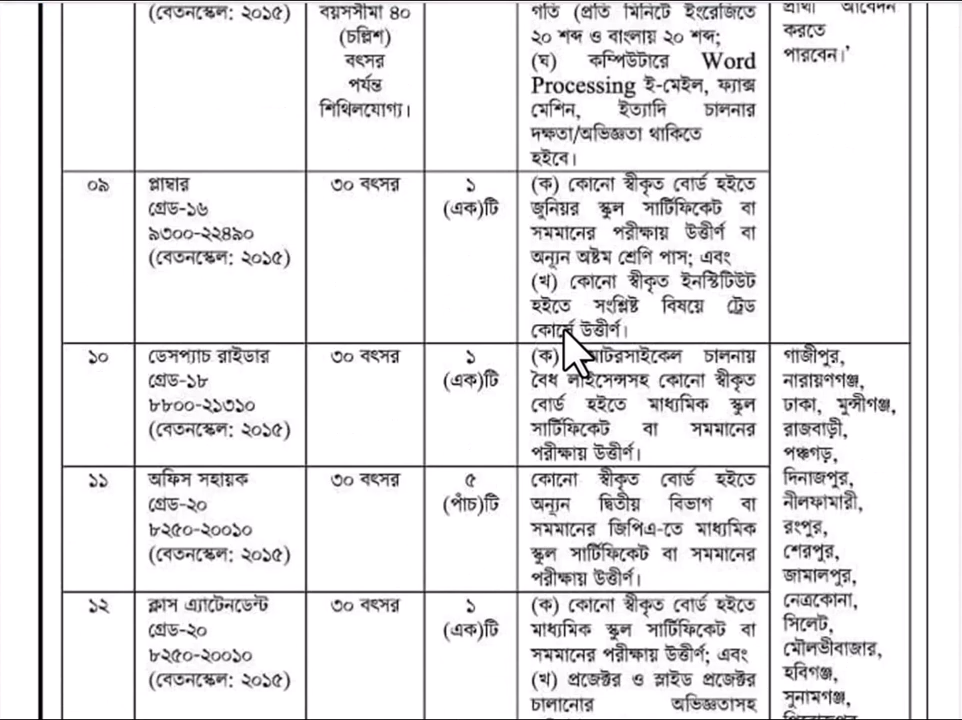 (বেতনস্কেল: ২০১৫)
বয়সসীমা ৪০
(চল্লিশ)
বৎসর
পর্যন্ত
শিথিলযোগ্য।
গতি (প্রতি মিনিটে ইংরেজিতে
২০ শব্দ ও বাংলায় ২০ শব্দ;
(ঘ) কম্পিউটারে Word
Processing ই-মেইল, ফ্যাক্স
মেশিন, ইত্যাদি চালনার
দক্ষতা/অভিজ্ঞতা থাকিতে
হইবে।
প্রার্থী আবেদন
করতে
পারবেন।’
০৯
প্লাম্বার
গ্রেড-১৬
৯৩০০-২২৪৯০
(বেতনস্কেল: ২০১৫)
৩০ বৎসর
১
(এক)টি
(ক) কোনো স্বীকৃত বোর্ড হইতে
জুনিয়র স্কুল সার্টিফিকেট বা
সমমানের পরীক্ষায় উত্তীর্ণ বা
অন্যূন অষ্টম শ্রেণি পাস; এবং
(খ) কোনো স্বীকৃত ইনস্টিটিউট
হইতে সংশ্লিষ্ট বিষয়ে ট্রেড
কোর্সে উত্তীর্ণ।
১০
ডেসপ্যাচ রাইডার
গ্রেড-১৮
৮৮০০-২১৩১০
(বেতনস্কেল: ২০১৫)
৩০ বৎসর
১
(এক)টি
(ক) চালনায়
বৈধ লাইসেন্সসহ কোনো স্বীকৃত
বোর্ড হইতে মাধ্যমিক স্কুল
সার্টিফিকেট বা সমমানের
পরীক্ষায় উত্তীর্ণ।
১১
অফিস সহায়ক
গ্রেড-২০
৮২৫০-২০০১০
(বেতনস্কেল: ২০১৫)
৩০ বৎসর
৫
(পাঁচ)টি
কোনো স্বীকৃত বোর্ড হইতে
অন্যূন দ্বিতীয় বিভাগ বা
সমমানের জিপিএ-তে মাধ্যমিক
স্কুল সার্টিফিকেট বা সমমানের
পরীক্ষায় উত্তীর্ণ।
১২
ক্লাস এ্যাটেনডেন্ট
গ্রেড-২০
৮২৫০-২০০১০
(বেতনস্কেল: ২০১৫)
৩০ বৎসর
১
(এক)টি
(ক) কোনো স্বীকৃত বোর্ড হইতে
মাধ্যমিক স্কুল সার্টিফিকেট বা
সমমানের পরীক্ষায় উত্তীর্ণ; এবং
(খ) প্রজেক্টর ও স্লাইড প্রজেক্টর
চালানোর অভিজ্ঞতাসহ
গাজীপুর,
নারায়ণগঞ্জ,
ঢাকা, মুন্সীগঞ্জ,
রাজবাড়ী,
পঞ্চগড়,
দিনাজপুর,
নীলফামারী,
রংপুর,
শেরপুর,
জামালপুর,
নেত্রকোনা,
সিলেট,
মৌলভীবাজার,
হবিগঞ্জ,
সুনামগঞ্জ,